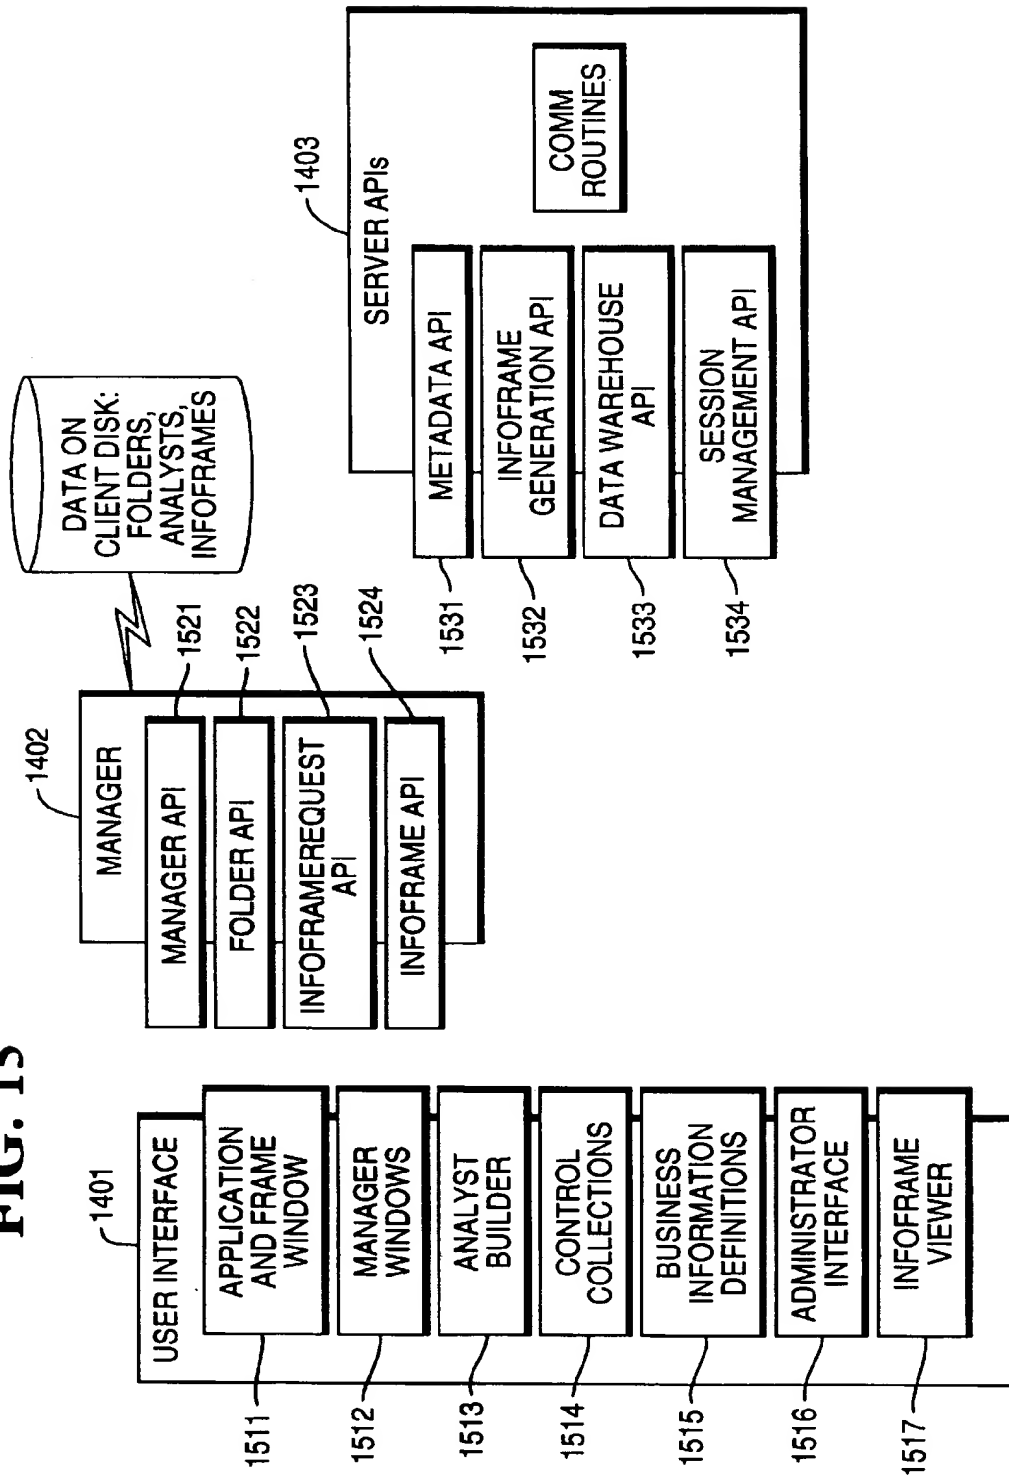 FIG. 15
1401
USER INTERFACE
1511
APPLICATION
AND FRAME
WINDOW
1512
MANAGER
WINDOWS
1513
ANALYST
BUILDER
1514
CONTROL
COLLECTIONS
1515
BUSINESS
INFORMATION
DEFINITIONS
1516
ADMINISTRATOR
INTERFACE
1517
INFOFRAME
VIEWER
1402
MANAGER
MANAGER API
1521
FOLDER API
1522
INFOFRAMEREQUEST
API
1523
INFOFRAME API
1524
DATA ON
CLIENT DISK:
FOLDERS,
ANALYSTS,
INFOFRAMES
1403
SERVER APIs
1531
METADATA API
1532
INFOFRAME
GENERATION API
1533
DATA WAREHOUSE
API
1534
SESSION
MANAGEMENT API
COMM
ROUTINES